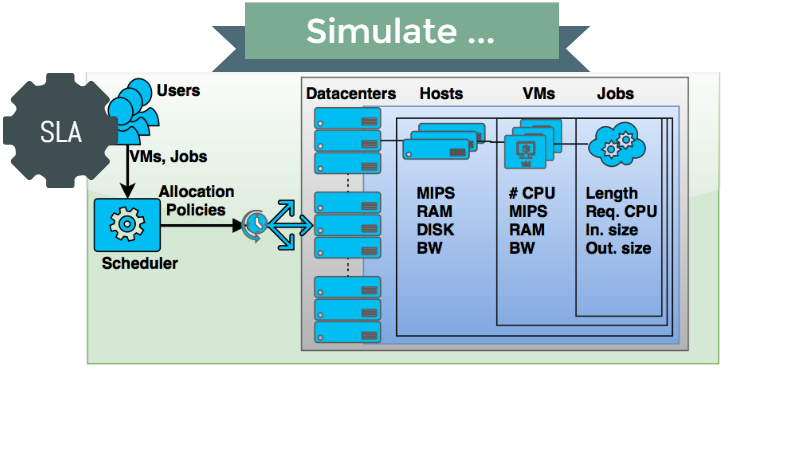 Simulate ...
SLA
Users
VMs, Jobs
Allocation
Policies
Scheduler
Datacenters
Hosts
VMs
Jobs
MIPS
RAM
DISK
BW
# CPU
MIPS
RAM
BW
Length
Req. CPU
In. size
Out. size